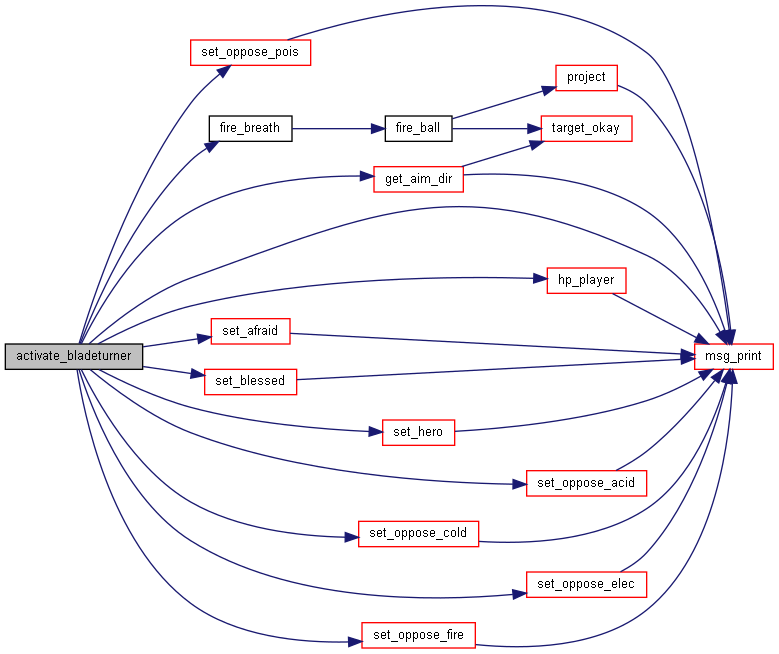 set_oppose_pois
project
fire_breath
fire_ball
target_okay
get_aim_dir
hp_player
set_afraid
activate_bladeturner
msg_print
set_blessed
set_hero
set_oppose_acid
set_oppose_cold
set_oppose_elec
set_oppose_fire